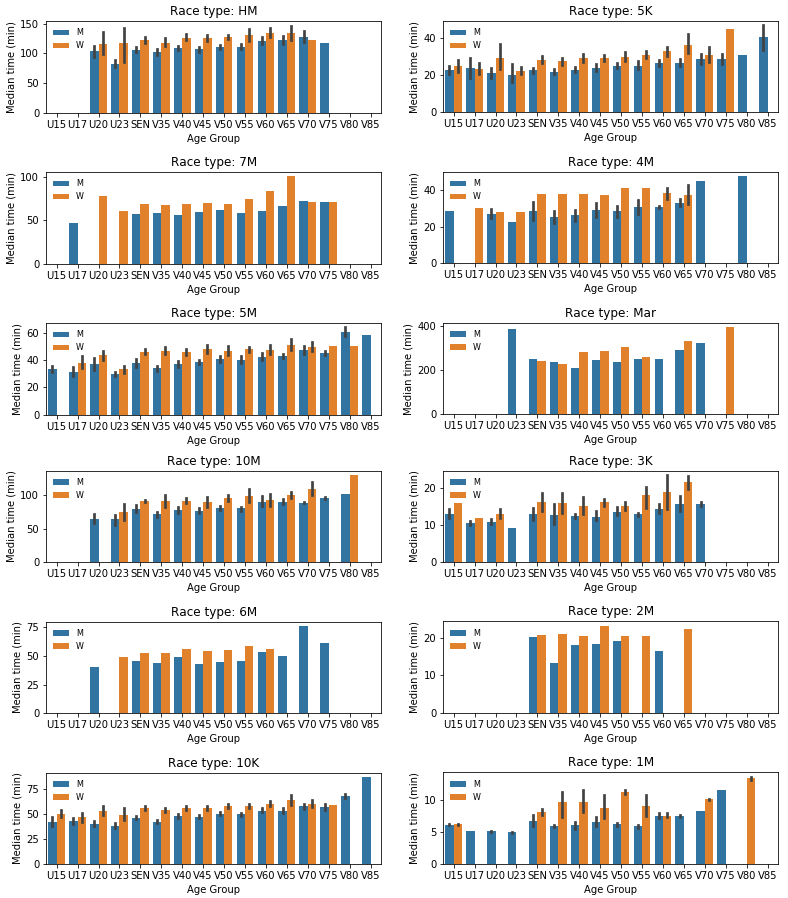 Race type: HM
Median time (min)
150
100
50
0
M
W
U15 U17 U20 U23 SEN V35 V40 V45 V50 V55 V60 V65 V70 V75 V80 V85
Age Group
Race type: 5K
Median time (min)
40
20
0
M
W
U15 U17 U20 U23 SEN V35 V40 V45 V50 V55 V60 V65 V70 V75 V80 V85
Age Group
Race type: 7M
Median time (min)
100
50
0
M
W
U15 U17 U20 U23 SEN V35 V40 V45 V50 V55 V60 V65 V70 V75 V80 V85
Age Group
Race type: 4M
Median time (min)
40
20
0
M
W
U15 U17 U20 U23 SEN V35 V40 V45 V50 V55 V60 V65 V70 V75 V80 V85
Age Group
Race type: 5M
Median time (min)
60
40
20
0
M
W
U15 U17 U20 U23 SEN V35 V40 V45 V50 V55 V60 V65 V70 V75 V80 V85
Age Group
Race type: Mar
Median time (min)
400
200
0
M
W
U15 U17 U20 U23 SEN V35 V40 V45 V50 V55 V60 V65 V70 V75 V80 V85
Age Group
Race type: 10M
Median time (min)
100
50
0
M
W
U15 U17 U20 U23 SEN V35 V40 V45 V50 V55 V60 V65 V70 V75 V80 V85
Age Group
Race type: 3K
Median time (min)
20
10
0
M
W
U15 U17 U20 U23 SEN V35 V40 V45 V50 V55 V60 V65 V70 V75 V80 V85
Age Group
Race type: 6M
Median time (min)
75
50
25
0
M
W
U15 U17 U20 U23 SEN V35 V40 V45 V50 V55 V60 V65 V70 V75 V80 V85
Age Group
Race type: 2M
Median time (min)
20
10
0
M
W
U15 U17 U20 U23 SEN V35 V40 V45 V50 V55 V60 V65 V70 V75 V80 V85
Age Group
Race type: 10K
Median time (min)
75
50
25
0
M
W
U15 U17 U20 U23 SEN V35 V40 V45 V50 V55 V60 V65 V70 V75 V80 V85
Age Group
Race type: 1M
Median time (min)
10
5
0
M
W
U15 U17 U20 U23 SEN V35 V40 V45 V50 V55 V60 V65 V70 V75 V80 V85
Age Group